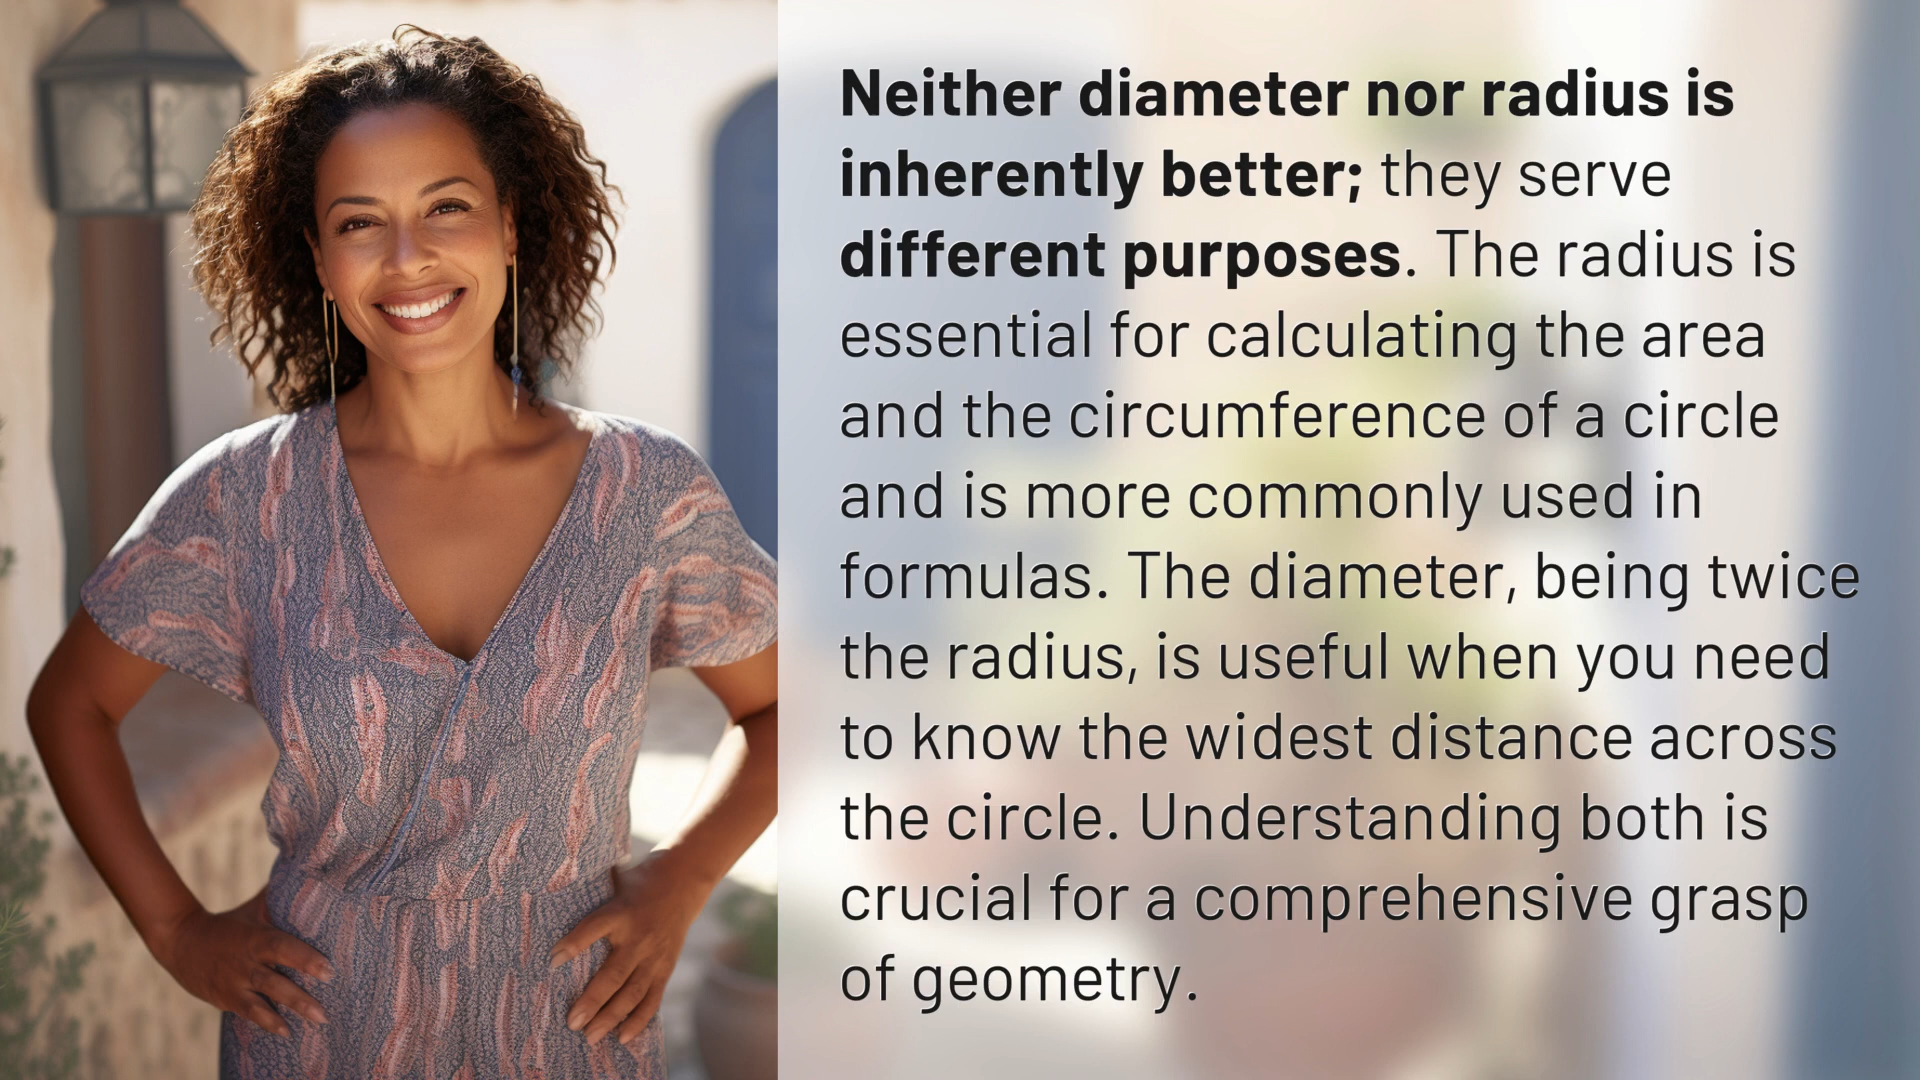 Neither diameter nor radius is
inherently better; they serve
different purposes. The radius is
essential for calculating the area
and the circumference of a circle
and is more commonly used in
formulas. The diameter, being twice
the radius, is useful when you need
to know the widest distance across
the circle. Understanding both is
crucial for a comprehensive grasp
of geometry.